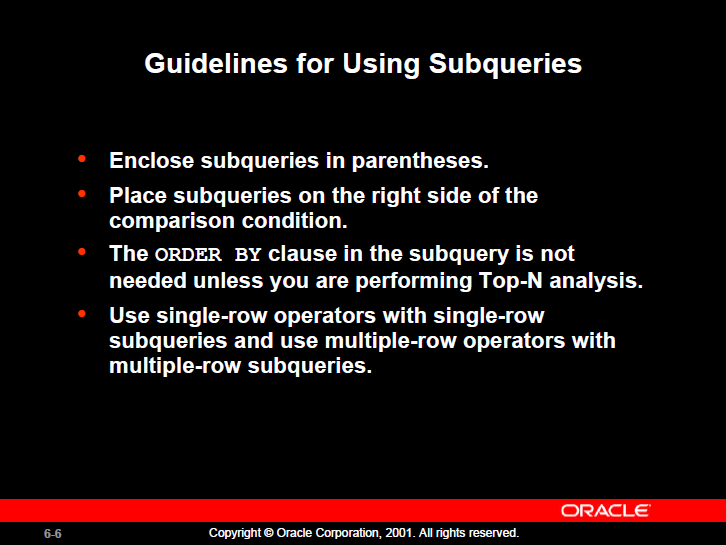 Guidelines for Using Subqueries
• Enclose subqueries in parentheses.
• Place subqueries on the right side of the
comparison condition.
• The ORDER BY clause in the subquery is not
needed unless you are performing Top-N analysis.
• Use single-row operators with single-row
subqueries and use multiple-row operators with
multiple-row subqueries.
ORACLE
6-6
Copyright © Oracle Corporation, 2001. All rights reserved.